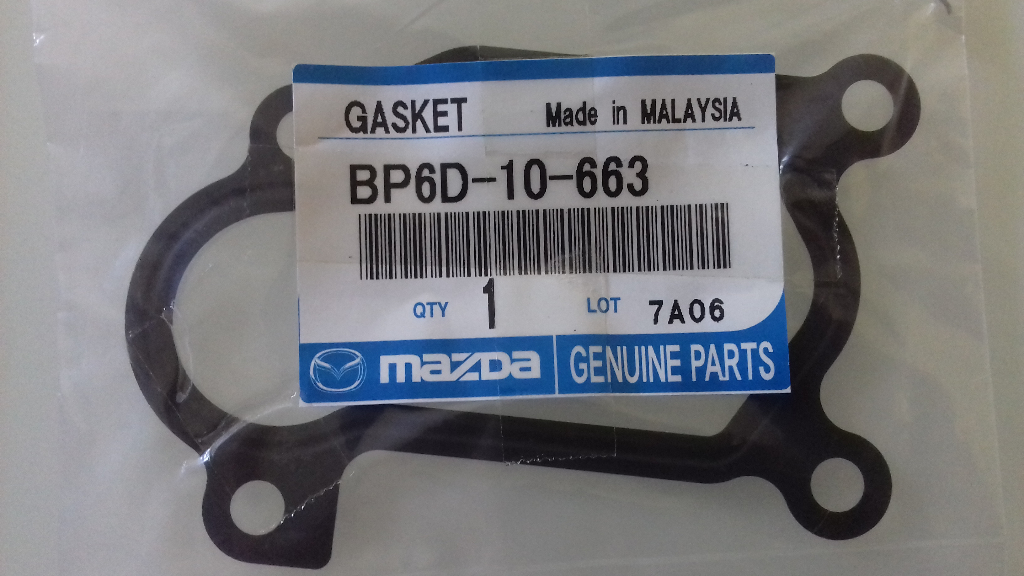 GASKET Made in MALAYSIA
BP6D-10-663
QTY 1 LOT 7A06
mazda GENUINE PARTS